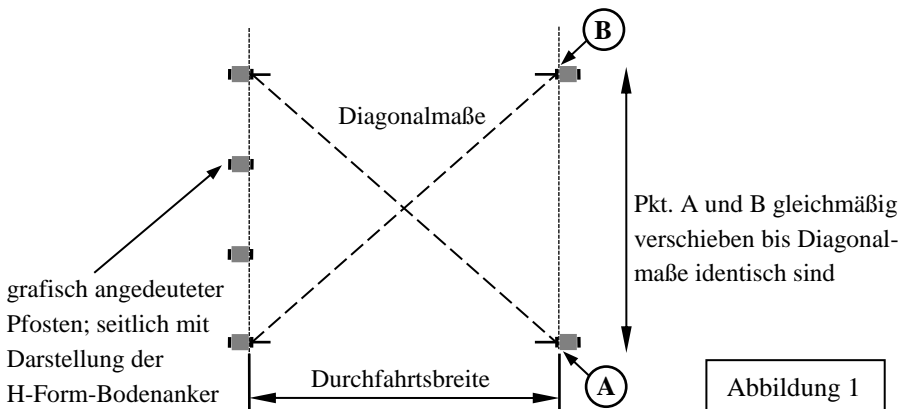 B
Diagonalmaße
Pkt. A und B gleichmäßig
verschieben bis Diagonal-
maße identisch sind
grafisch angedeuteter
Pfosten; seitlich mit
Darstellung der
H-Form-Bodenanker
Durchfahrtsbreite
A
Abbildung 1